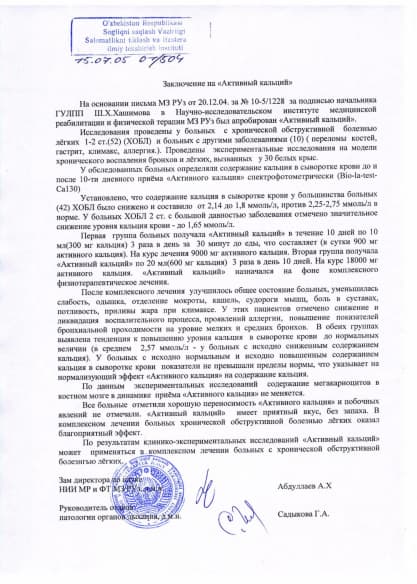 O'zbekiston Respublikasi
Sogliqni saqlash Vazirligi
Salomatlikni tiklash va fizatera
ilmiy tekshirish instituti
15.07.05 01/504
Заключение на «Активный кальций»
На основании письма МЗ РУз от 20.12.04. за № 10-5/1228 за подписью начальника
ГУЛПП Ш.Х.Хашимова в Научно-исследовательском институте медицинской
реабилитации и физической терапии МЗ РУз был апробирован «Активный кальций».
Исследования проведены у больных с хронической обструктивной болезнью
лёгких 1-2 ст.(52) (ХОБЛ) и больных с другими заболеваниями (10) ( переломы костей,
гастрит, климакс, аллергия.). Проведены экспериментальные исследования на модели
хронического воспаления бронхов и лёгких, вызванных у 30 белых крыс.
У обследованных больных определяли содержание кальция в сыворотке крови до и
после 10-ти дневного приёма «Активного кальция» спектрофотометрически (Bio-la-test-
Ca130)
Установлено, что содержание кальция в сыворотке крови у большинства больных
(42) ХОБЛ было снижено и составило от 2,14 до 1,8 ммоль/л, против 2,25-2,75 ммоль/л в
норме. У больных ХОБЛ 2 ст. с большой давностью заболевания отмечено значительное
снижение уровня кальция крови - до 1,65 ммоль/л.
Первая группа больных получала «Активный кальций» в течение 10 дней по 10
мл(300 мг кальция) 3 раза в день за 30 минут до еды, что составляет (в сутки 900 мг
активного кальция). На курс лечения 9000 мг активного кальция. Вторая группа получала
«Активный кальций» по 20 мл(600 мг кальция) 3 раза в день 10 дней. На курс 18000 мг
активного кальция. «Активный кальций» назначался на фоне комплексного
физиотерапевтическое лечения.
После комплексного лечения улучшилось общее состояние больных, уменьшилась
слабость, одышка, отделение мокроты, кашель, судороги мышц, боль в суставах,
потливость, приливы жара при климаксе. У этих пациентов отмечено снижение и
ликвидация воспалительного процесса, проявлений аллергии, повышение показателей
бронхиальной проходимости на уровне мелких и средних бронхов. В обеих группах
выявлена тенденция к повышению уровня кальция в сыворотке крови до нормальных
величин (в среднем 2,57 ммоль/л - у больных с исходно сниженным содержанием
кальция). У больных с исходно нормальным и исходно повышенным содержанием
кальция в сыворотке крови показатели не превышали пределы нормы, что указывает на
нормализующий эффект «Активного кальция» на содержание кальция.
По данным экспериментальных исследований содержание мегакариоцитов в
костном мозге в динамике приёма «Активного кальция» не меняется.
Все больные отметили хорошую переносимость «Активного кальция» и побочных
явлений не отмечали. «Активный кальций» имеет приятный вкус, без запаха. В
комплексном лечении больных хронической обструктивной болезнью лёгких оказал
благоприятный эффект.
По результатам клинико-экспериментальных исследований «Активный кальций»
может применяться в комплексном лечении больных с хронической обструктивной
болезнью лёгких.
Зам директора по науке
НИИ МР и ФТ МЗ РУз,
Абдуллаев А.Х
Руководитель отдела
патологии органов дыхания, д.м.н.
Садыкова Г.А.